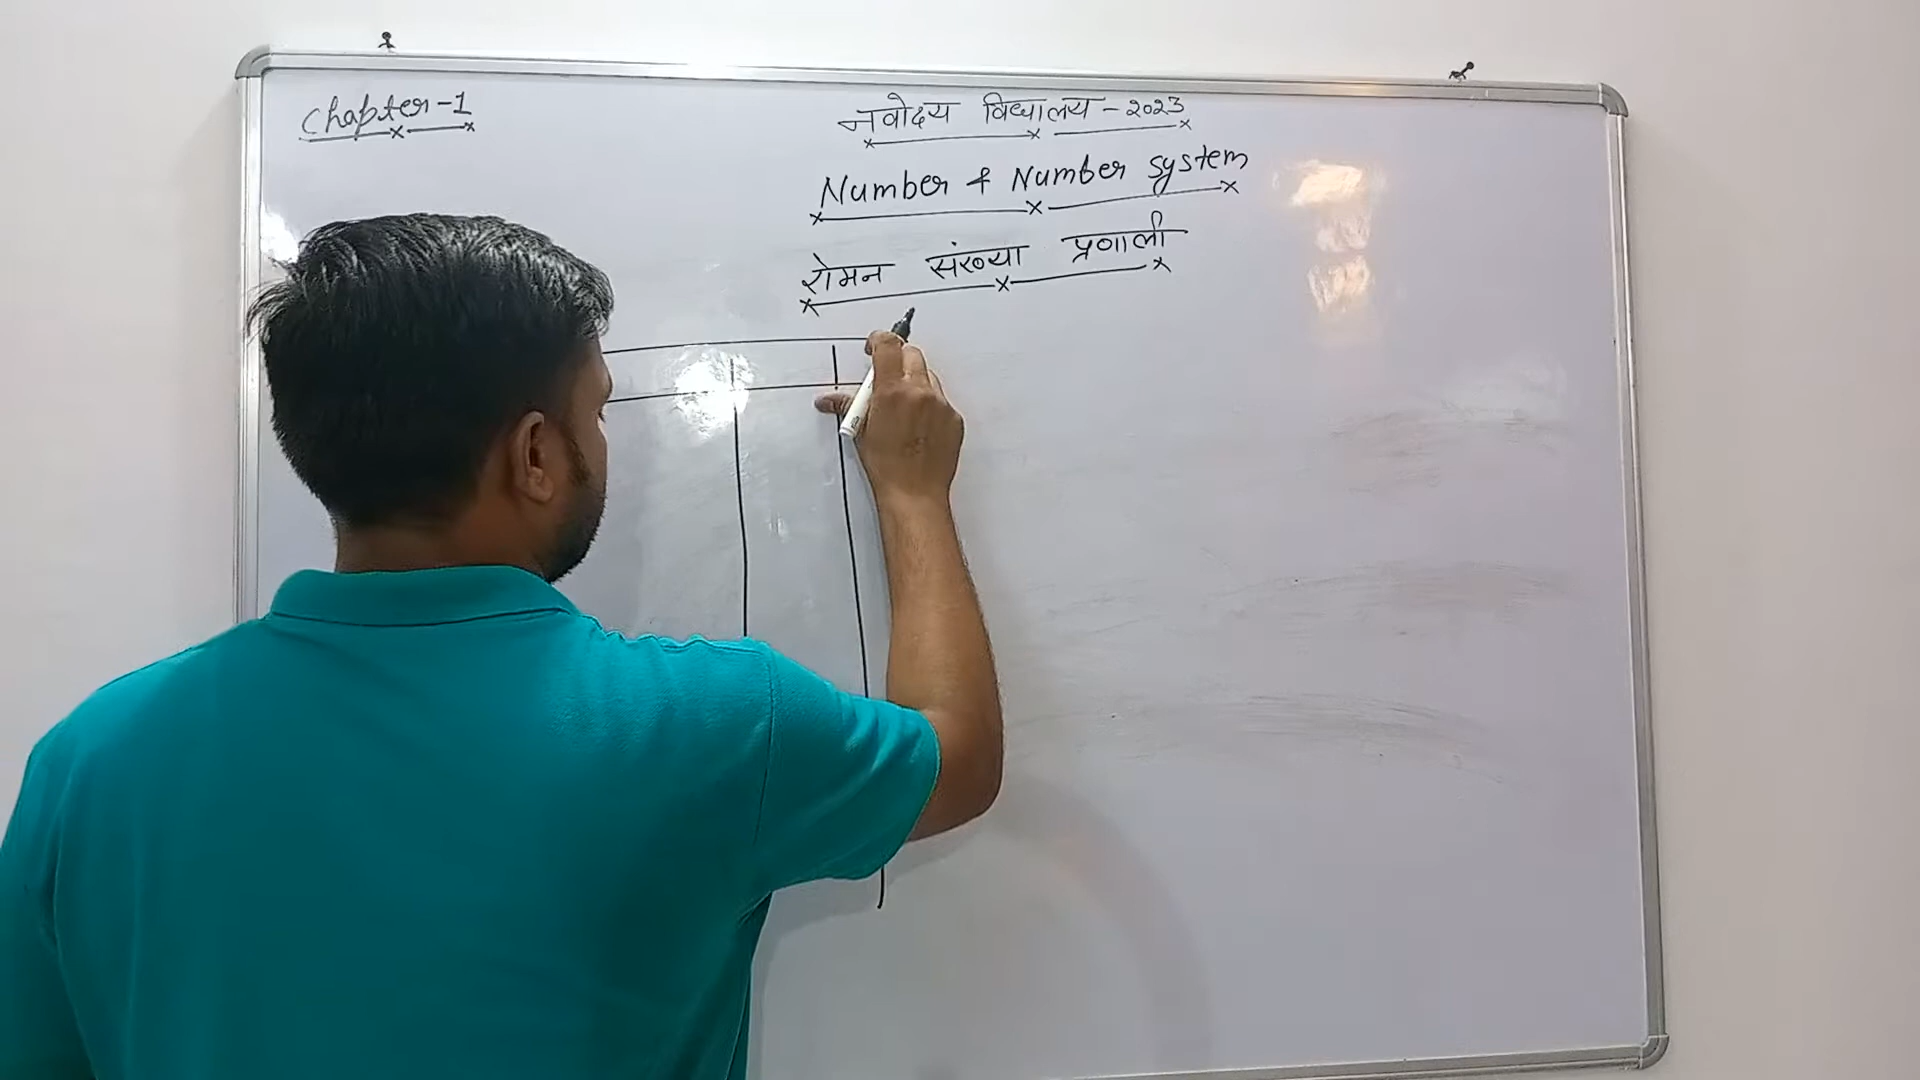 Chapter-1
नवोदय विद्यालय - 2023
Number & Number system
रोमन संख्या प्रणाली